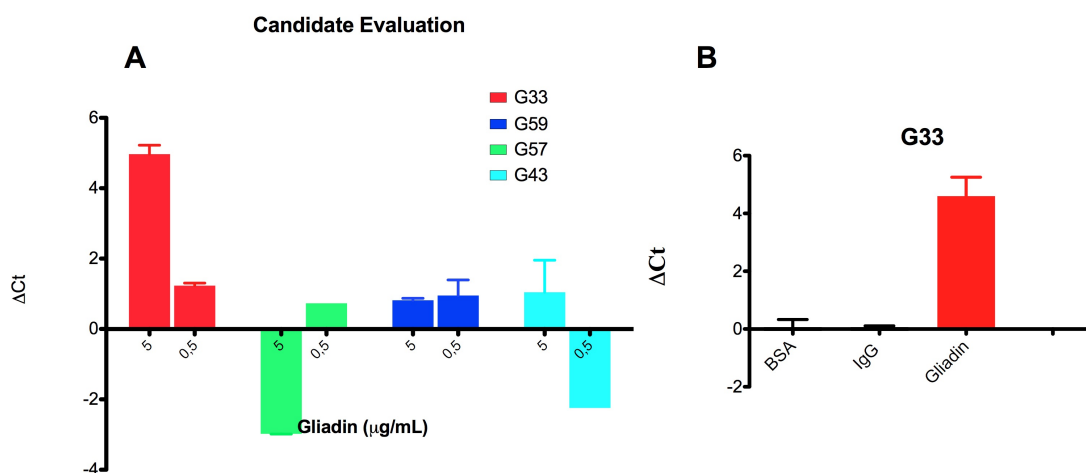 Candidate Evaluation
A
G33
G59
G57
G43
6
4
2
0
-2
-4
ΔCt
5
0,5
5
0,5
5
0,5
5
0,5
Gliadin (μg/mL)
B
G33
6
4
2
0
-2
ΔCt
BSA
IgG
Gliadin